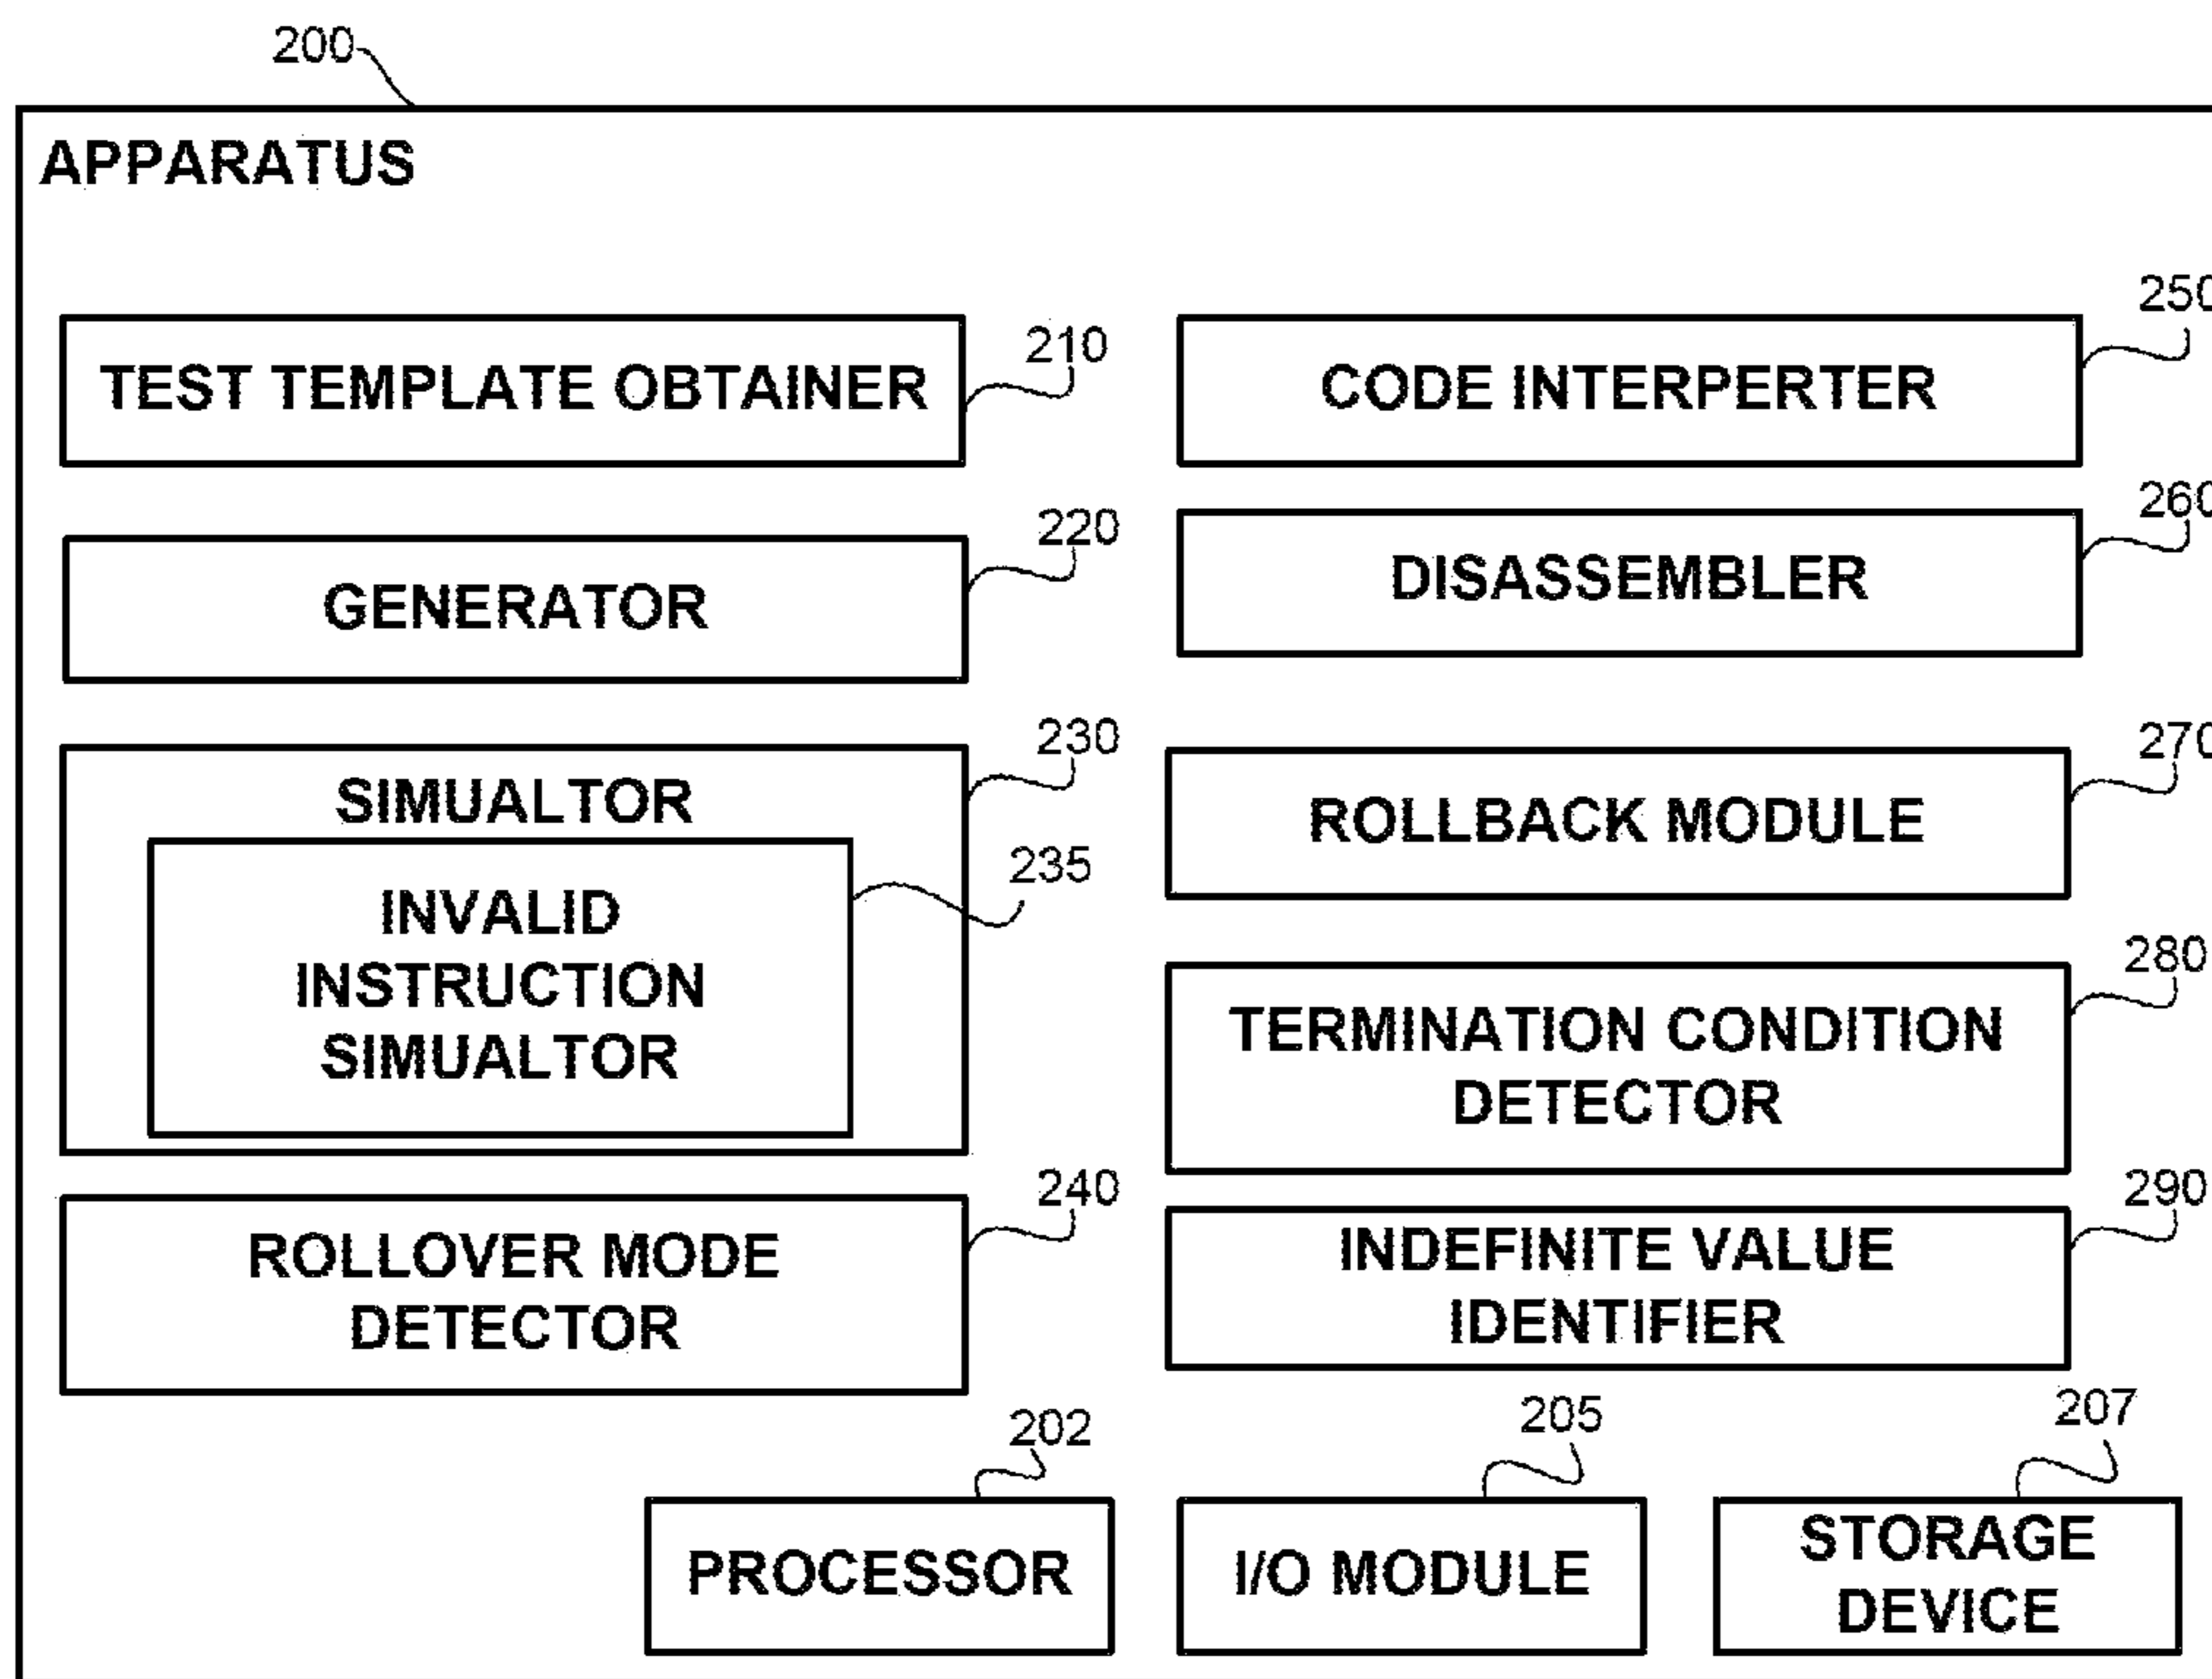 200
APPARATUS
TEST TEMPLATE OBTAINER
210
GENERATOR
220
SIMUALTOR
230
INVALID
INSTRUCTION
SIMUALTOR
235
ROLLOVER MODE
DETECTOR
240
CODE INTERPERTER
250
DISASSEMBLER
260
ROLLBACK MODULE
270
TERMINATION CONDITION
DETECTOR
280
INDEFINITE VALUE
IDENTIFIER
290
PROCESSOR
202
I/O MODULE
205
STORAGE
DEVICE
207